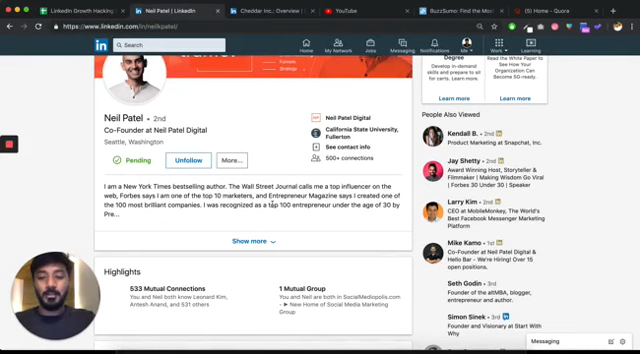 LinkedIn Growth Hacking
Neil Patel | LinkedIn
Cheddar Inc.: Overview |
YouTube
BuzzSumo: Find the Mos
Home - Quora
https://www.linkedin.com/in/neilkpatel/
Search
Home
My Network
Jobs
Messaging
Notifications
Me
Work
Learning
Funnels
Strategy
Neil Patel • 2nd
Co-Founder at Neil Patel Digital
Seattle, Washington
Pending
Unfollow
More...
Neil Patel Digital
California State University,
Fullerton
See contact info
500+ connections
I am a New York Times bestselling author. The Wall Street Journal calls me a top influencer on the
web, Forbes says I am one of the top 10 marketers, and Entrepreneur Magazine says I created one of
the 100 most brilliant companies. I was recognized as a top 100 entrepreneur under the age of 30 by
Pre...
Show more
Highlights
533 Mutual Connections
You and Neil both know Leonard Kim,
Antesh Anand, and 531 others
1 Mutual Group
You and Neil are both in SocialMediopolis.com
- ► New Home of Social Media Marketing
Group
Degree
Develop in-demand
skills and prepare to sit
for certs. Learn more.
Learn more
Read the White Paper to
See How Your
Organization Can
Become 5G-ready.
Learn more
People Also Viewed
Kendall B. • 2nd
Product Marketing at Snapchat, Inc.
Jay Shetty • 2nd
Award Winning Host, Storyteller &
Filmmaker | Making Wisdom Go Viral
| Forbes 30 Under 30 |...
Larry Kim • 2nd
CEO at MobileMonkey, The World's
Best Facebook Messenger Marketing
Platform
Mike Kamo • 1st
Co-Founder at Neil Patel Digital &
Hello Bar - We're Hiring! Over 15
open positions.
Seth Godin • 3rd
Founder of the altMBA, blogger,
entrepreneur and author.
Simon Sinek • 3rd
Founder and Visionary at Start With
Why
Messaging